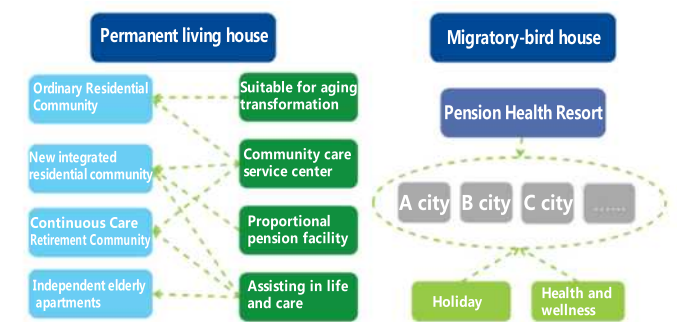 Permanent living house
Migratory-bird house
Ordinary Residential
Community
Suitable for aging
transformation
New integrated
residential community
Community care
service center
Continuous Care
Retirement Community
Proportional
pension facility
Independent elderly
apartments
Assisting in life
and care
Pension Health Resort
A city
B city
C city
......
Holiday
Health and
wellness